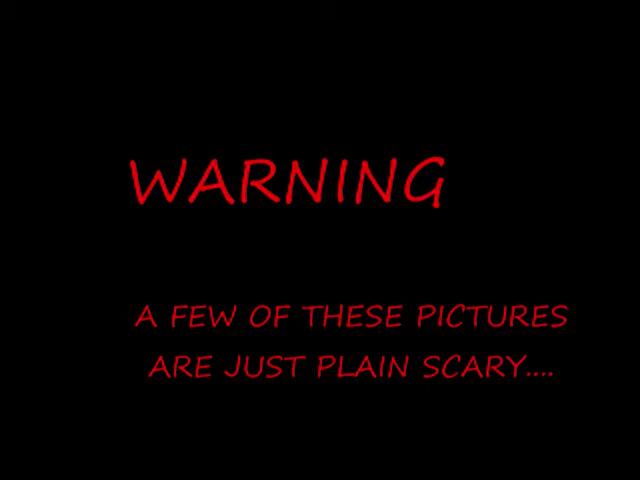 WARNING
A FEW OF THESE PICTURES
ARE JUST PLAIN SCARY....